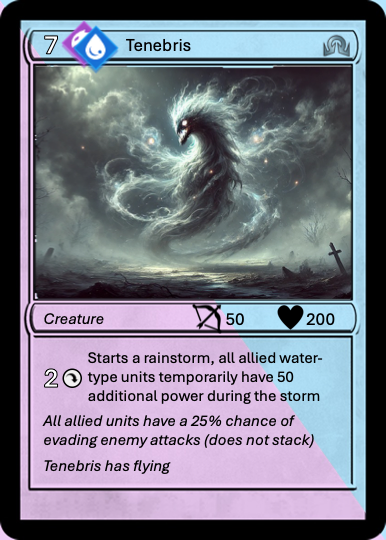 7 Tenebris
Creature 50 200
Starts a rainstorm, all allied water-
2 type units temporarily have 50
additional power during the storm
All allied units have a 25% chance of
evading enemy attacks (does not stack)
Tenebris has flying